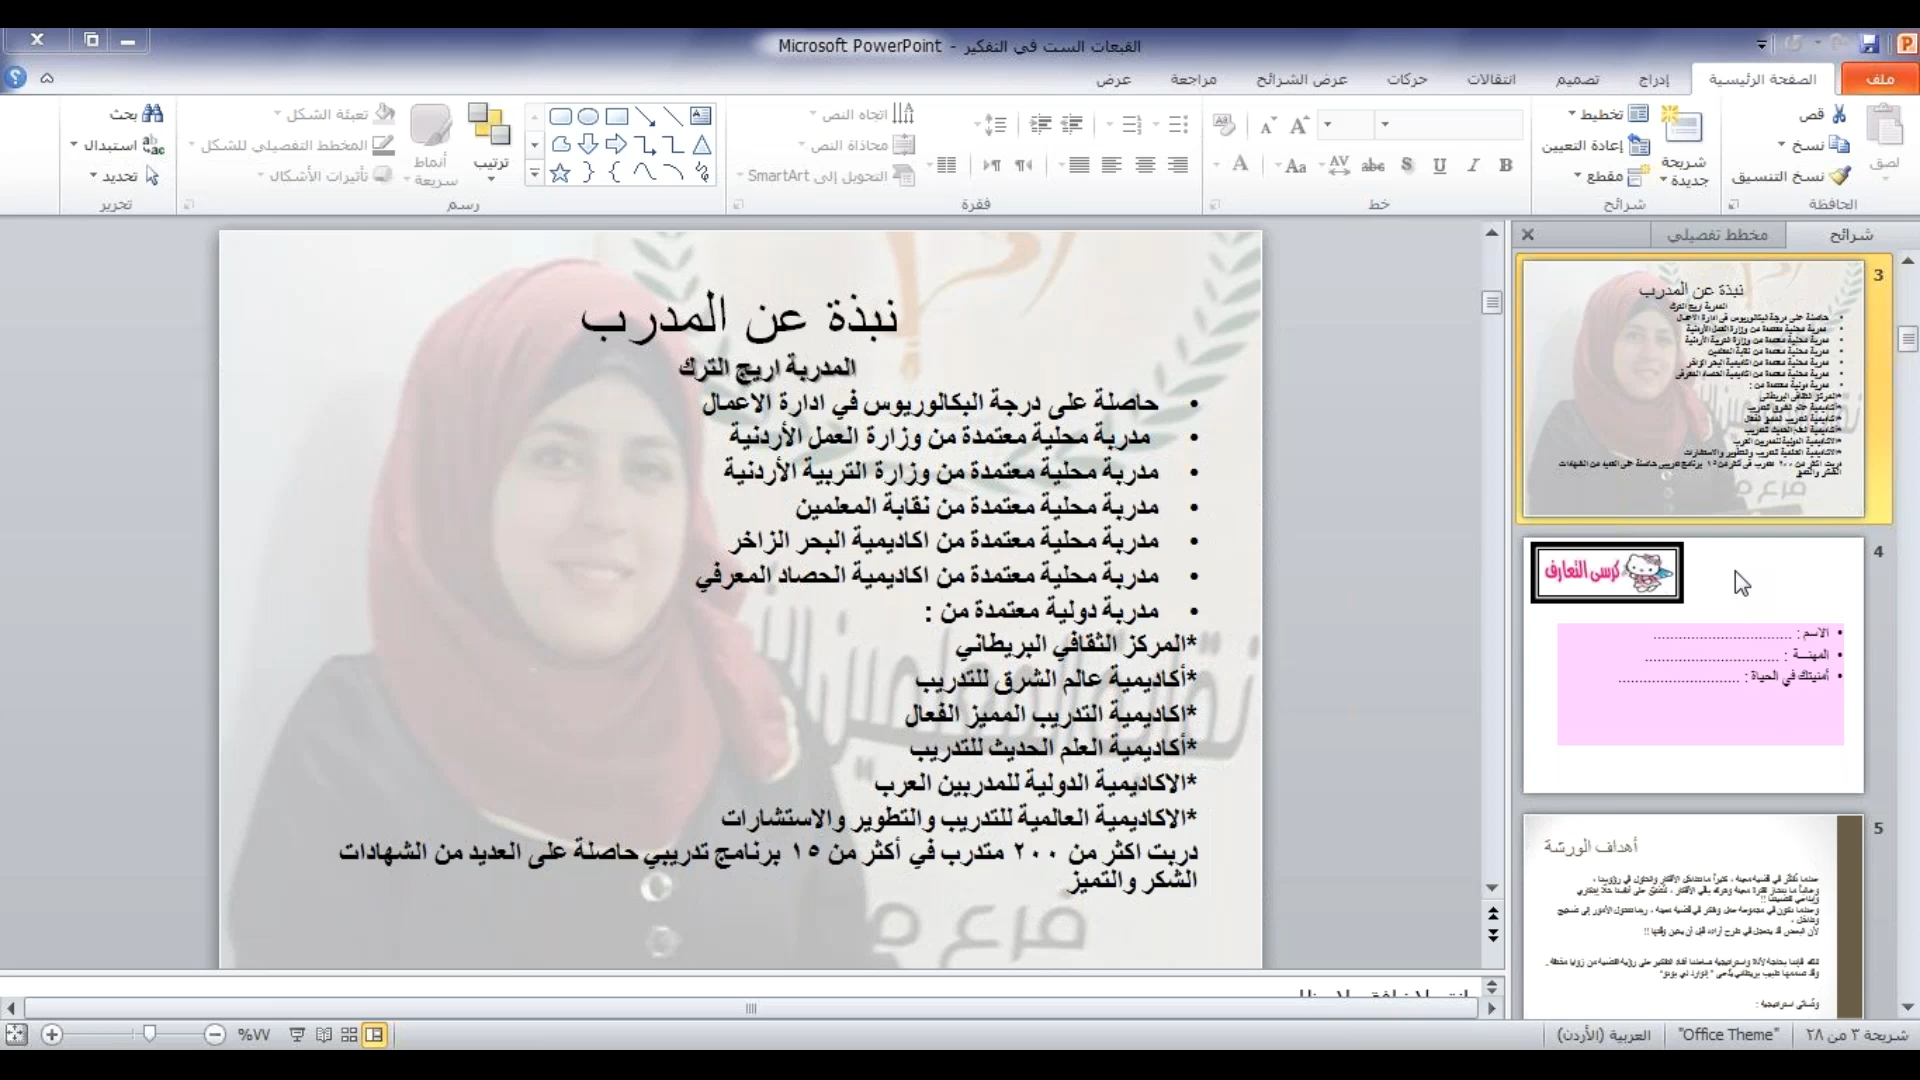 القبعات الست في التفكير - Microsoft PowerPoint
ملف
الصفحة الرئيسية
إدراج
تصميم
انتقالات
حركات
عرض الشرائح
مراجعة
عرض
لصق
قص
نسخ
نسخ التنسيق
الحافظة
شريحة جديدة
تخطيط
إعادة التعيين
مقطع
شرائح
خط
اتجاه النص
محاذاة النص
التحويل إلى SmartArt
فقرة
ترتيب
أنماط سريعة
تعبئة الشكل
المخطط التفصيلي للشكل
تأثيرات الأشكال
رسم
بحث
استبدال
تحديد
تحرير
شرائح
مخطط تفصيلي
نبذة عن المدرب
المدربة اريج الترك
• حاصلة على درجة البكالوريوس في ادارة الاعمال
• مدربة محلية معتمدة من وزارة العمل الأردنية
• مدربة محلية معتمدة من وزارة التربية الأردنية
• مدربة محلية معتمدة من نقابة المعلمين
• مدربة محلية معتمدة من اكاديمية البحر الزاخر
• مدربة محلية معتمدة من اكاديمية الحصاد المعرفي
• مدربة دولية معتمدة من :
*المركز الثقافي البريطاني
*أكاديمية عالم الشرق للتدريب
*اكاديمية التدريب المميز الفعال
*أكاديمية العلم الحديث للتدريب
*الاكاديمية الدولية للمدربين العرب
*الاكاديمية العالمية للتدريب والتطوير والاستشارات
دربت اكثر من ٢٠٠ متدرب في أكثر من ١٥ برنامج تدريبي حاصلة على العديد من الشهادات
الشكر والتميز
3
4
كرسي التعارف
• الاسم : ................................
• المهنـــة : ................................
• أمنيتك في الحياة : ............................
5
أهداف الورشة
شريحة ٣ من ٢٨
"Office Theme"
العربية (الأردن)
%٧٧